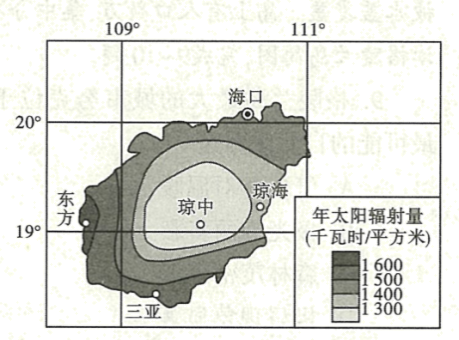 109°
111°
海口
20°
东方
琼海
琼中
19°
三亚
年太阳辐射量
(千瓦时/平方米)
1 600
1 500
1 400
1 300